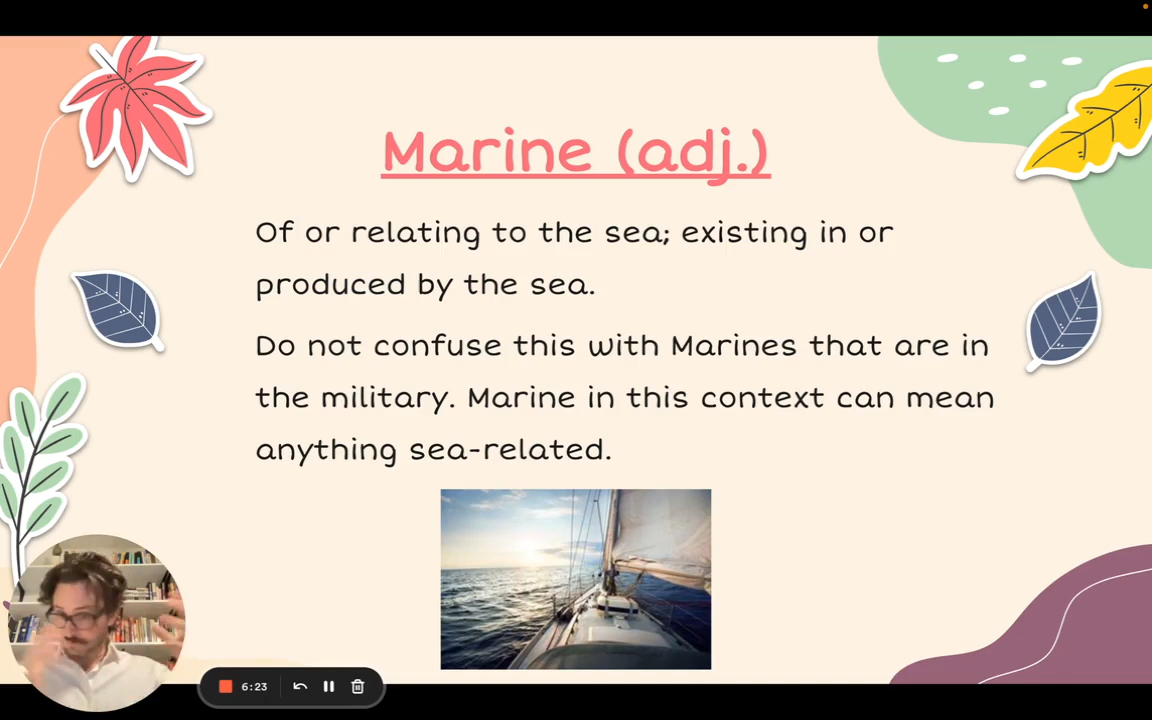 Marine (adj.)
Of or relating to the sea; existing in or
produced by the sea.
Do not confuse this with Marines that are in
the military. Marine in this context can mean
anything sea-related.
6:23